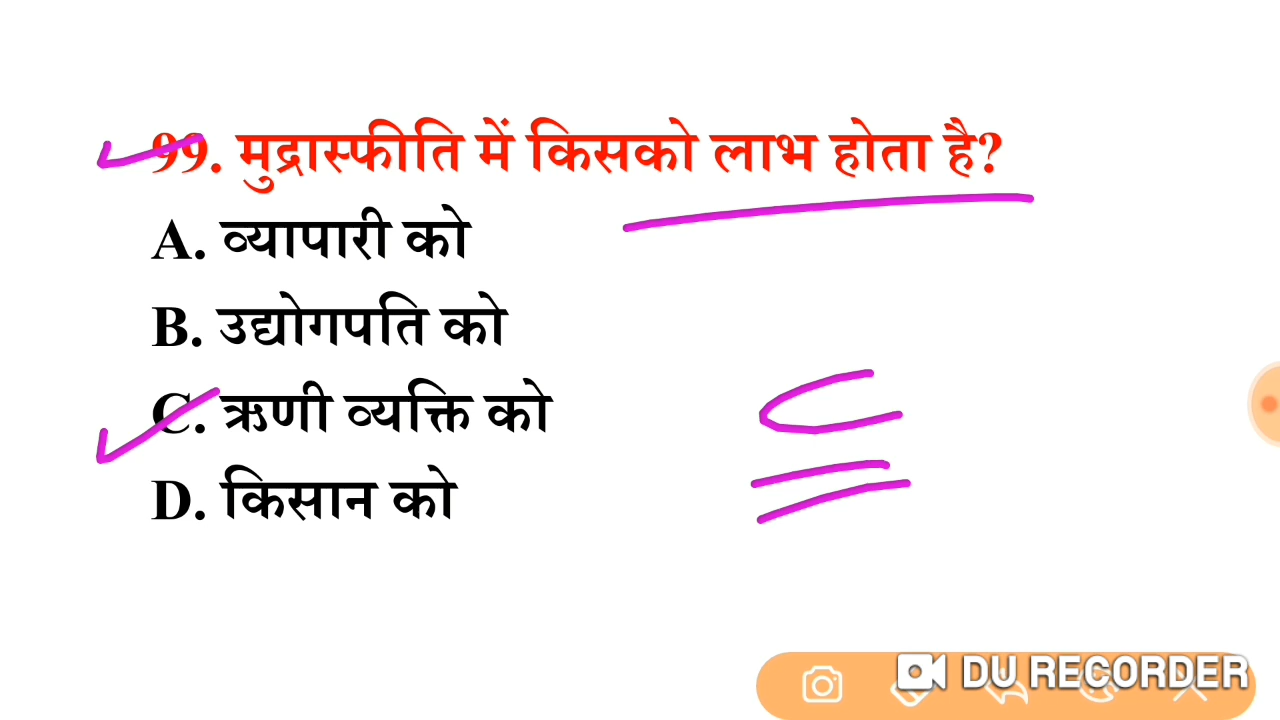 99. मुद्रास्फीति में किसको लाभ होता है?
A. व्यापारी को
B. उद्योगपति को
C. ऋणी व्यक्ति को
C
D. किसान को
DU RECORDER